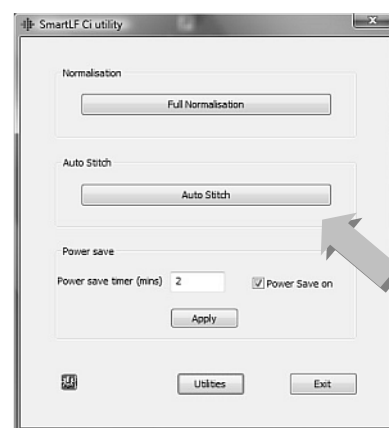 SmartLF Ci utility
Normalisation
Full Normalisation
Auto Stitch
Auto Stitch
Power save
Power save timer (mins) 2 Power Save on
Apply
Utilities Exit